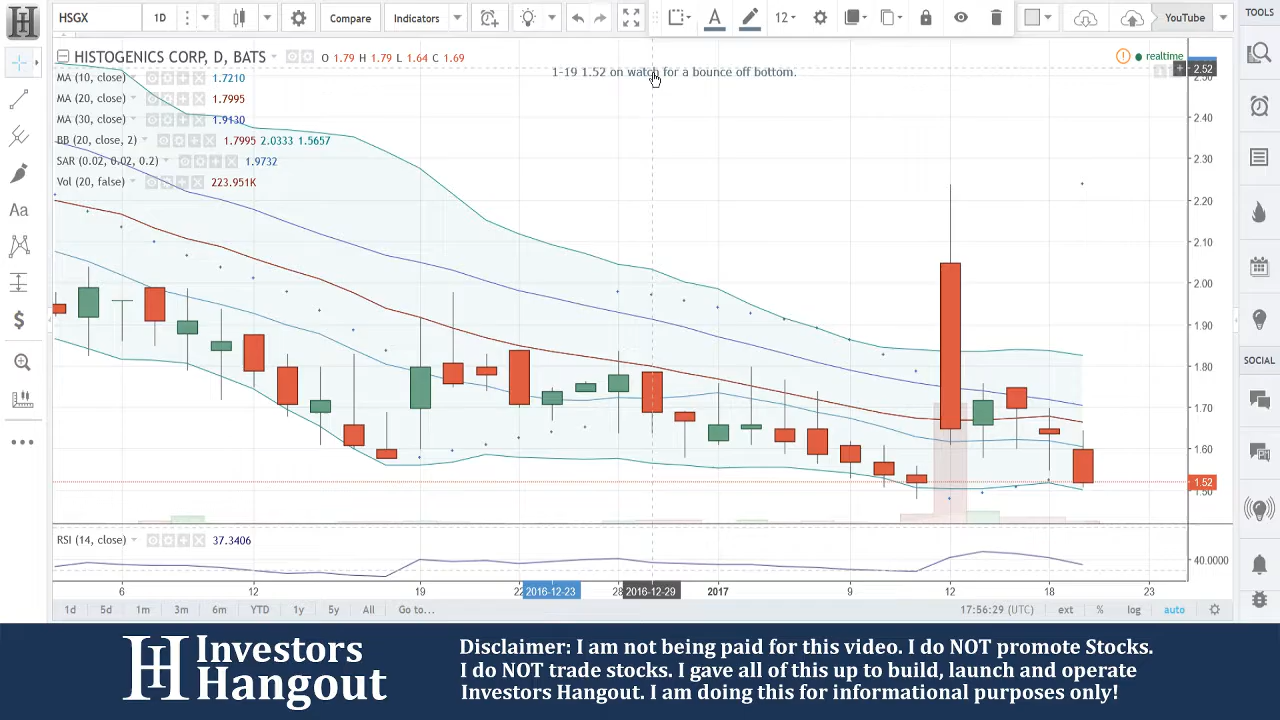 HSGX 1D Compare Indicators 12 YouTube TOOLS
HISTOGENICS CORP, D, BATS O 1.79 H 1.79 L 1.64 C 1.69
1-19 1.52 on watch for a bounce off bottom.
realtime
MA (10, close) 1.7210
MA (20, close) 1.7995
MA (30, close) 1.9130
BB (20, close, 2) 1.7995 2.0333 1.5657
SAR (0.02, 0.02, 0.2) 1.9732
Vol (20, false) 223.951K
2.52
2.50
2.40
2.30
2.20
2.10
2.00
1.90
1.80
1.70
1.60
1.52
1.50
Aa
$
SOCIAL
RSI (14, close) 37.3406
40.0000
6 12 19 22 2016-12-23 28 2016-12-29 2017 9 12 18 23
1d 5d 1m 3m 6m YTD 1y 5y All Go to... 17:56:29 (UTC) ext % log auto
H Investors Hangout
Disclaimer: I am not being paid for this video. I do NOT promote Stocks.
I do NOT trade stocks. I gave all of this up to build, launch and operate
Investors Hangout. I am doing this for informational purposes only!